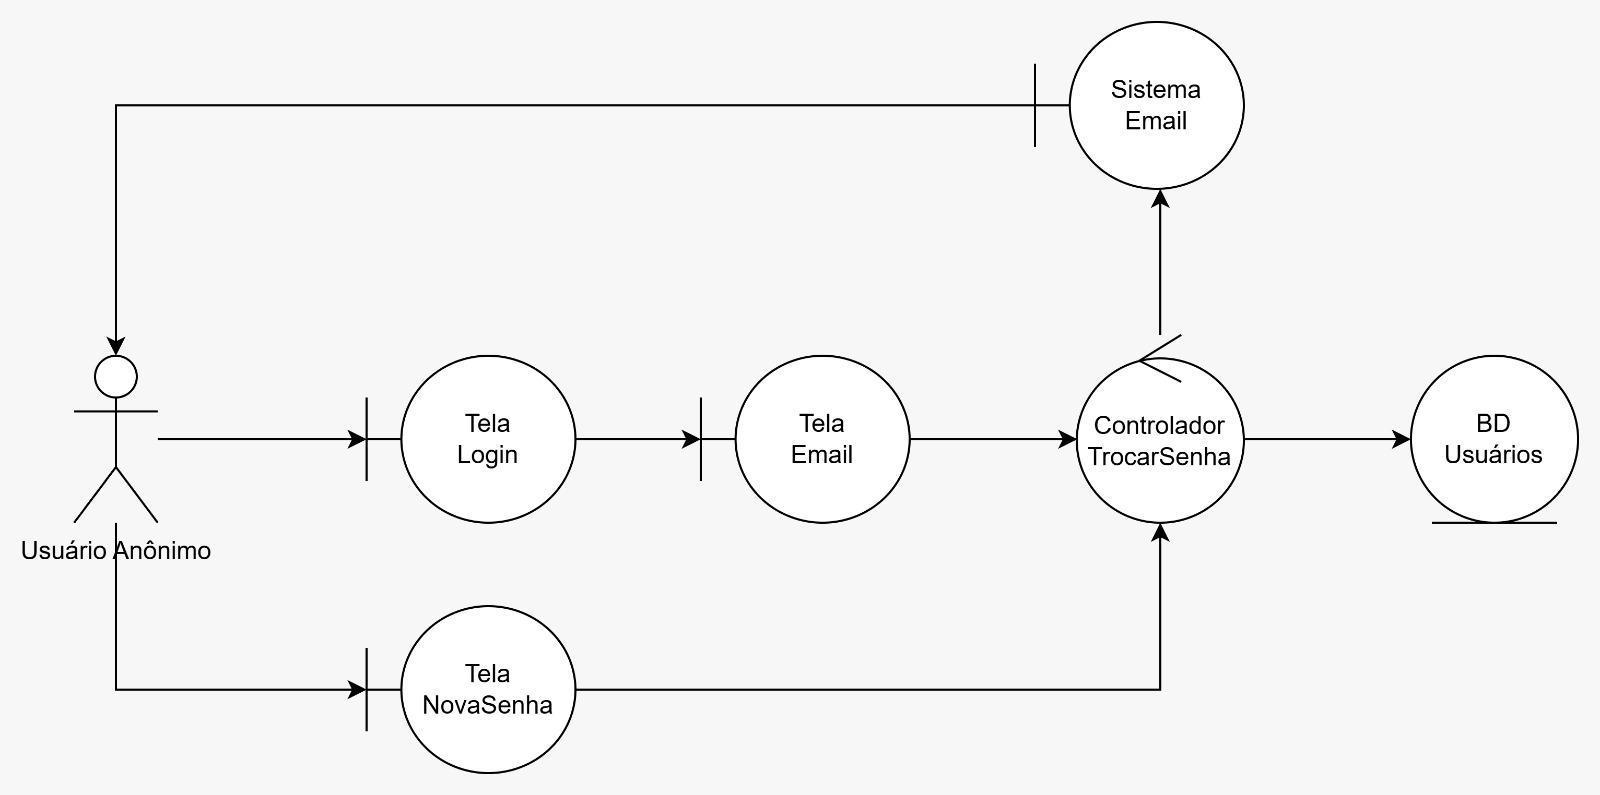 Sistema
Email
Tela
Login
Tela
Email
Controlador
TrocarSenha
BD
Usuários
Usuário Anônimo
Tela
NovaSenha